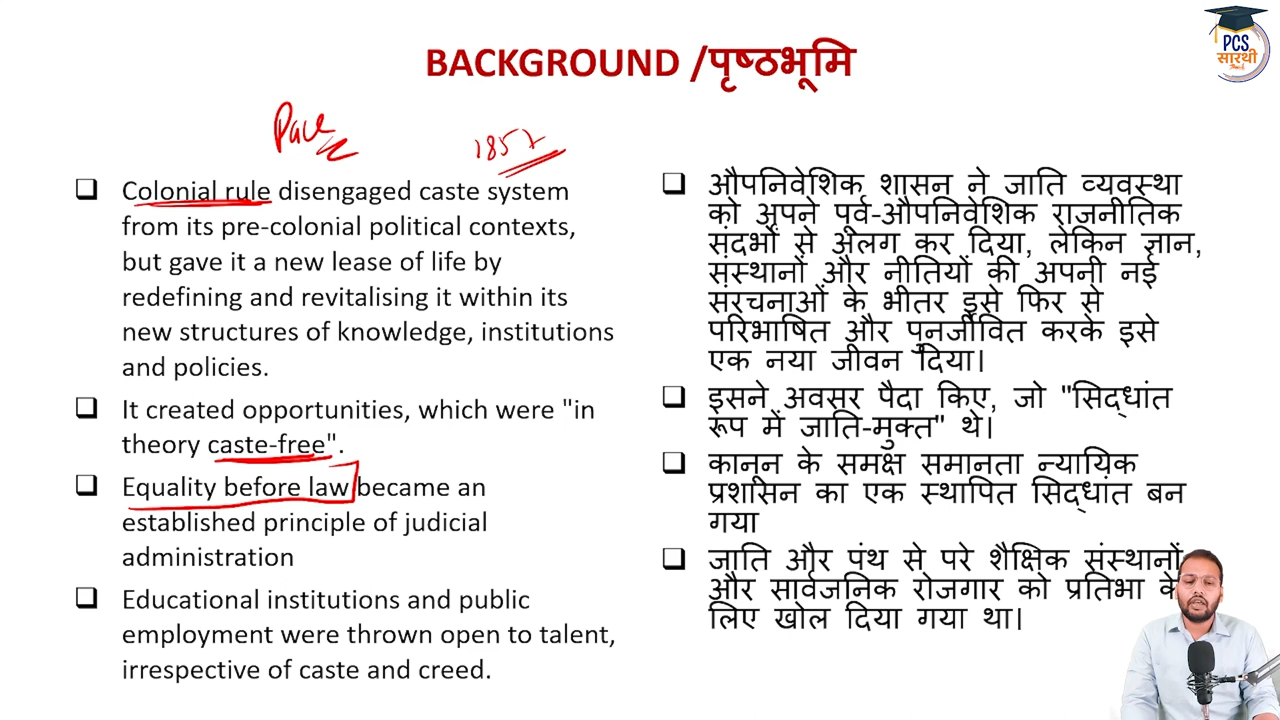 BACKGROUND /पृष्ठभूमि
PCS
सारथी
1857
Colonial rule disengaged caste system
from its pre-colonial political contexts,
but gave it a new lease of life by
redefining and revitalising it within its
new structures of knowledge, institutions
and policies.
It created opportunities, which were "in
theory caste-free".
Equality before law became an
established principle of judicial
administration
Educational institutions and public
employment were thrown open to talent,
irrespective of caste and creed.
औपनिवेशिक शासन ने जाति व्यवस्था
को अपने पूर्व-औपनिवेशिक राजनीतिक
संदर्भों से अलग कर दिया, लेकिन ज्ञान,
संस्थानों और नीतियों की अपनी नई
संरचनाओं के भीतर इसे फिर से
परिभाषित और पुनर्जीवित करके इसे
एक नया जीवन दिया।
इसने अवसर पैदा किए, जो "सिद्धांत
रूप में जाति-मुक्त" थे।
कानून के समक्ष समानता न्यायिक
प्रशासन का एक स्थापित सिद्धांत बन
गया
जाति और पंथ से परे शैक्षिक संस्थानों
और सार्वजनिक रोजगार को प्रतिभा के
लिए खोल दिया गया था।